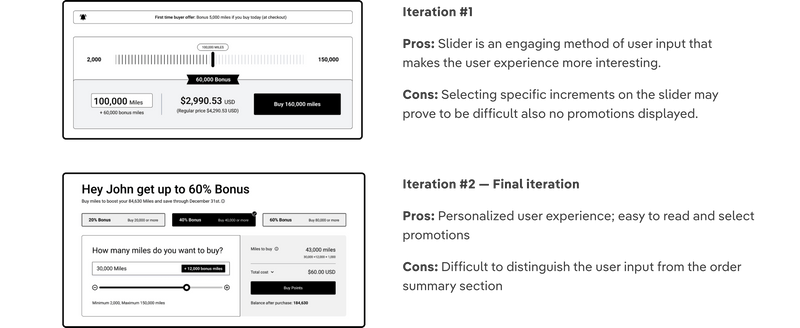 First time buyer offer: Bonus 5,000 miles if you buy today (at checkout)
100,000 MILES
2,000
150,000
60,000 Bonus
100,000 Miles
+ 60,000 bonus miles
$2,990.53 USD
(Regular price $4,290.53 USD)
Buy 160,000 miles
Iteration #1
Pros: Slider is an engaging method of user input that
makes the user experience more interesting.
Cons: Selecting specific increments on the slider may
prove to be difficult also no promotions displayed.
Hey John get up to 60% Bonus
Buy miles to boost your 84,630 Miles and save through December 31st.
20% Bonus Buy 20,000 or more
40% Bonus Buy 40,000 or more
60% Bonus Buy 60,000 or more
How many miles do you want to buy?
30,000 Miles
+ 12,000 bonus miles
Minimum 2,000, Maximum 150,000 miles
Miles to buy
43,000 miles
Total cost
$60.00 USD
Buy Points
Balance after purchase: 184,630
Iteration #2 — Final iteration
Pros: Personalized user experience; easy to read and select
promotions
Cons: Difficult to distinguish the user input from the order
summary section